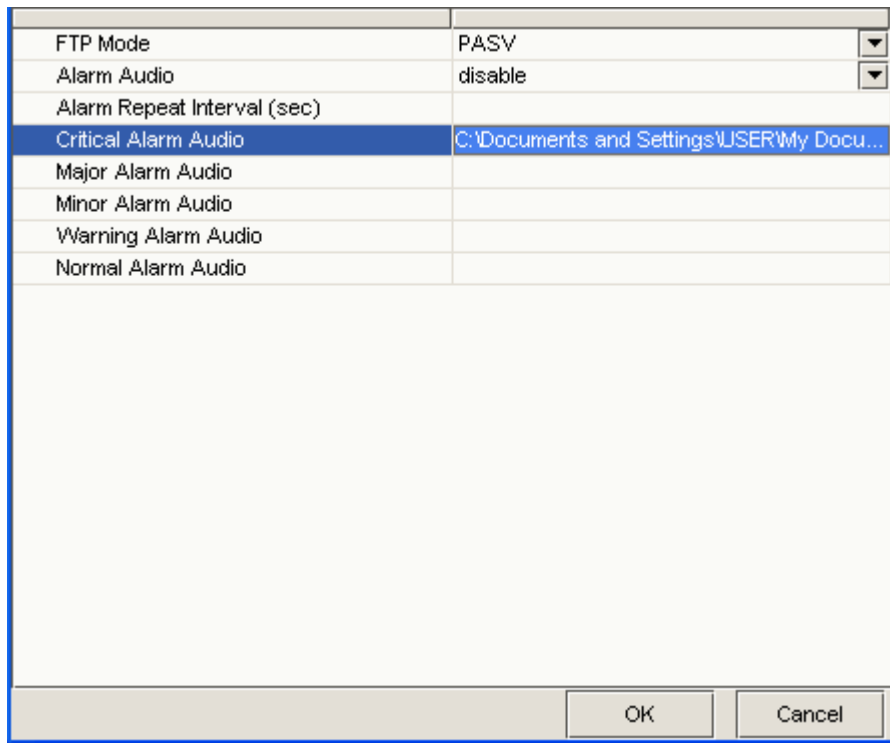 FTP Mode PASV
Alarm Audio disable
Alarm Repeat Interval (sec)
Critical Alarm Audio C:\Documents and Settings\USER\My Docu...
Major Alarm Audio
Minor Alarm Audio
Warning Alarm Audio
Normal Alarm Audio
OK Cancel